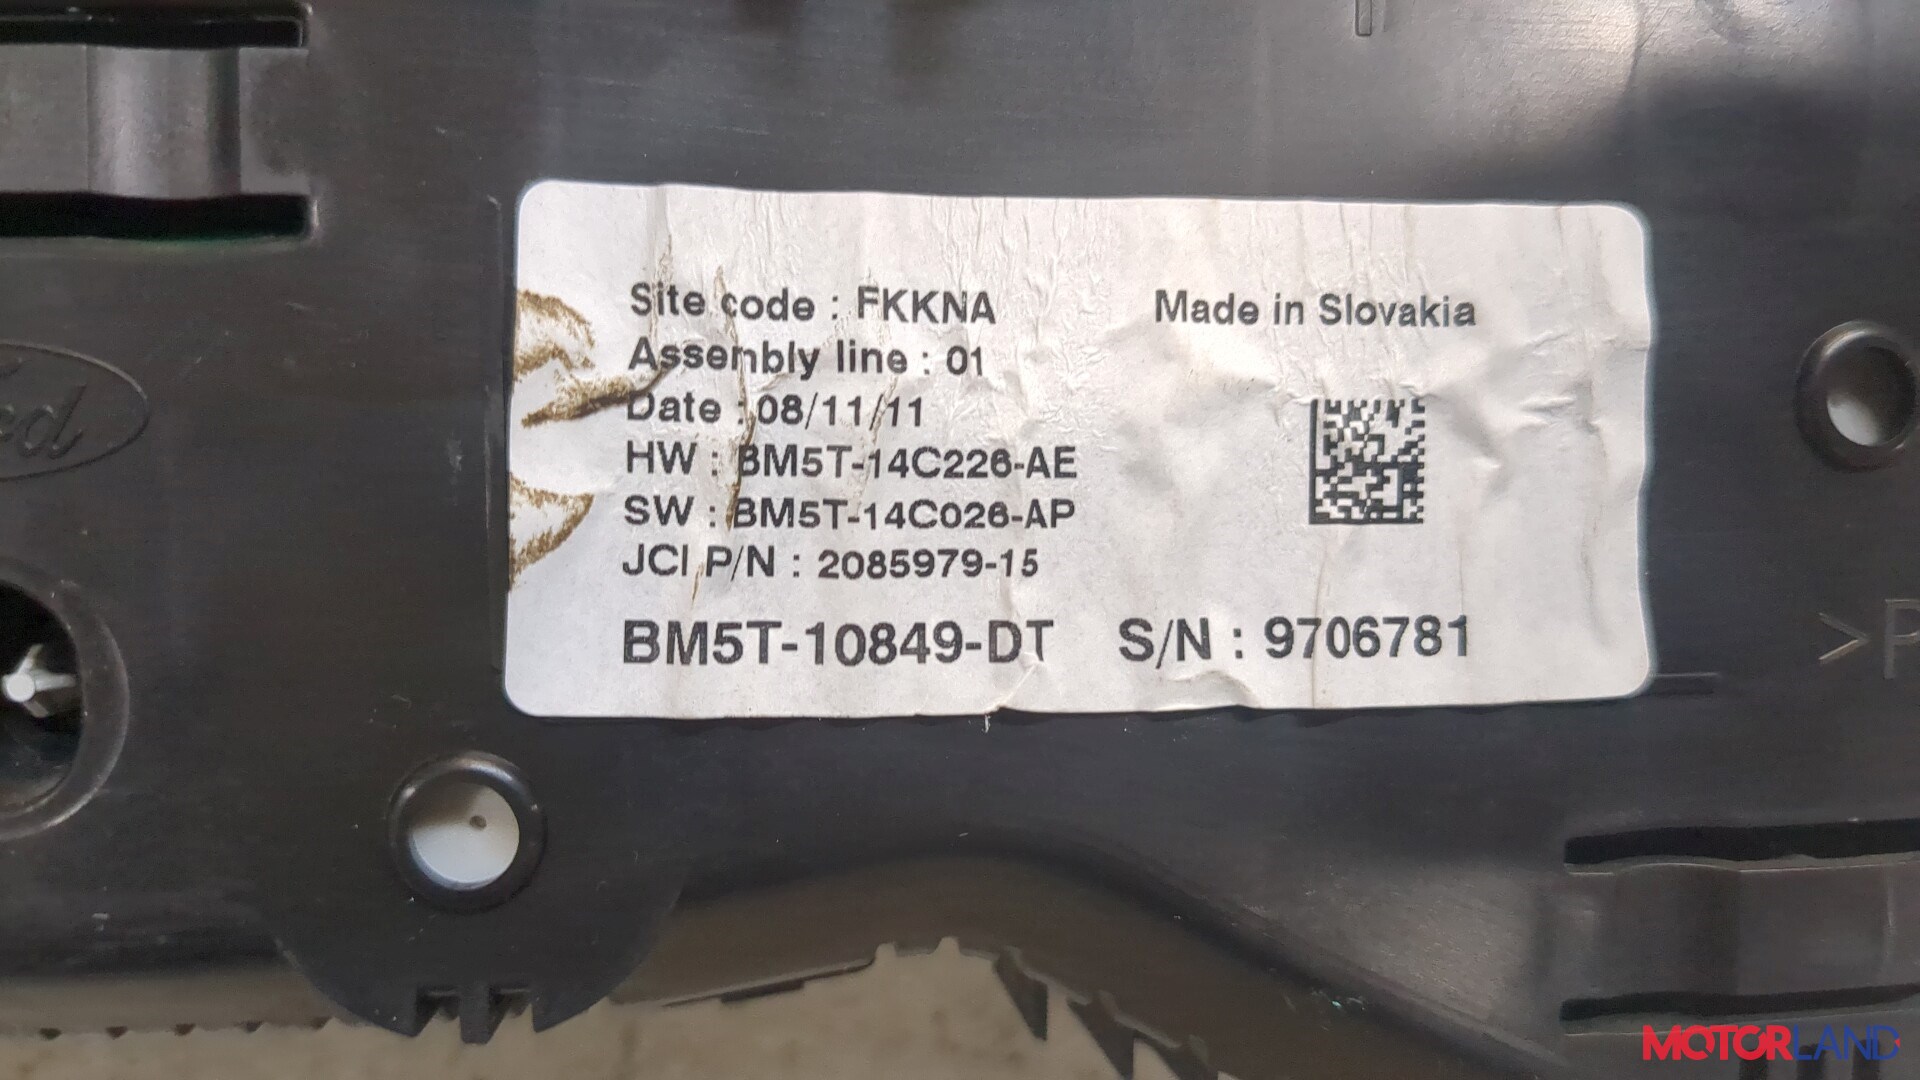 Site code : FKKNA
Made in Slovakia
Assembly line : 01
Date : 08/11/11
HW : BM5T-14C226-AE
SW : BM5T-14C026-AP
JCI P/N : 2085979-15
BM5T-10849-DT S/N : 9706781
>P
MOTORLAND